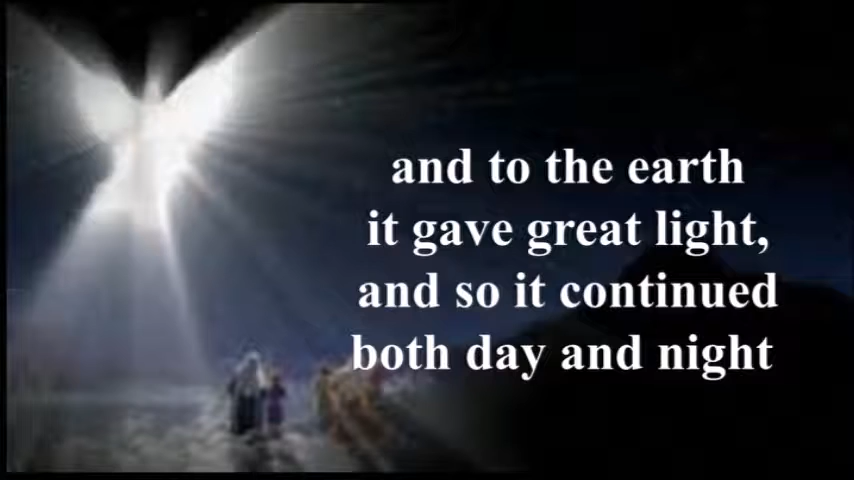 and to the earth
it gave great light,
and so it continued
both day and night